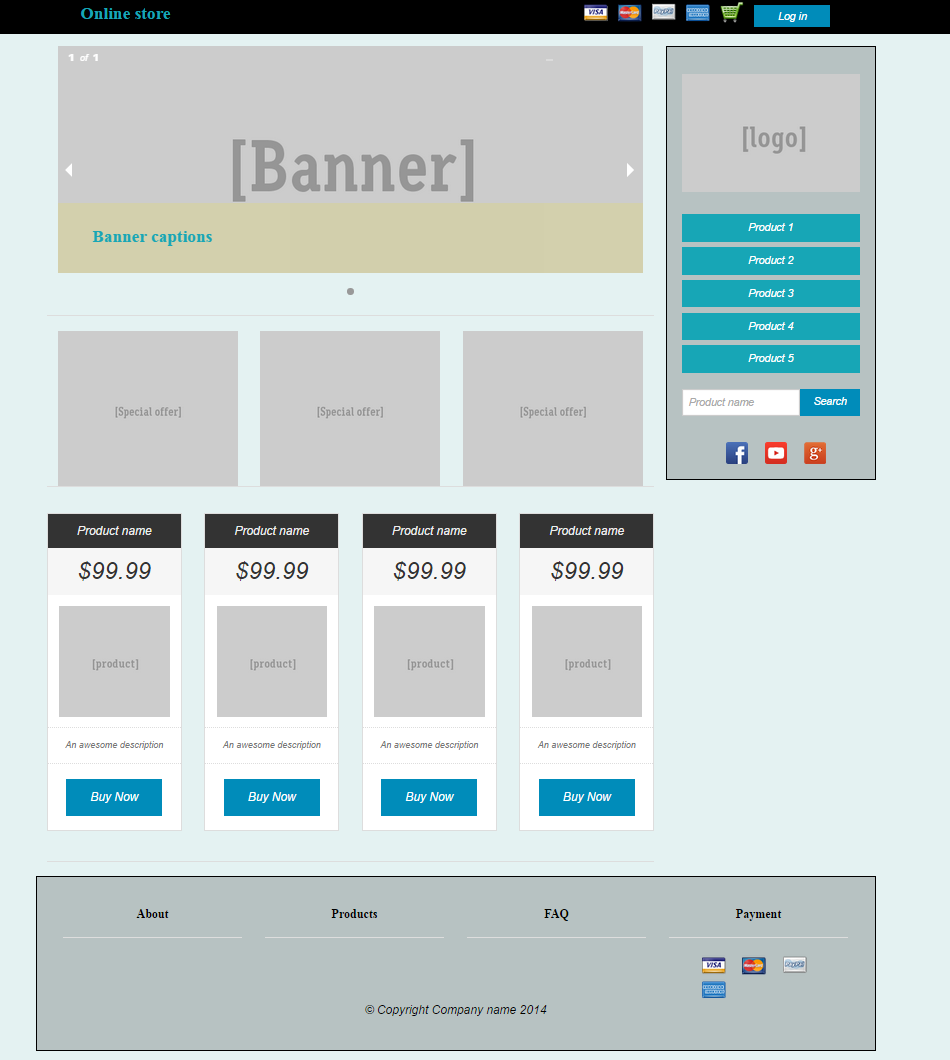 Online store
VISA
MasterCard
PayPal
Log in
1 of 1
[Banner]
Banner captions
[logo]
Product 1
Product 2
Product 3
Product 4
Product 5
Product name
Search
[Special offer]
[Special offer]
[Special offer]
Product name
Product name
Product name
Product name
$99.99
$99.99
$99.99
$99.99
[product]
[product]
[product]
[product]
An awesome description
An awesome description
An awesome description
An awesome description
Buy Now
Buy Now
Buy Now
Buy Now
About
Products
FAQ
Payment
VISA
MasterCard
PayPal
© Copyright Company name 2014